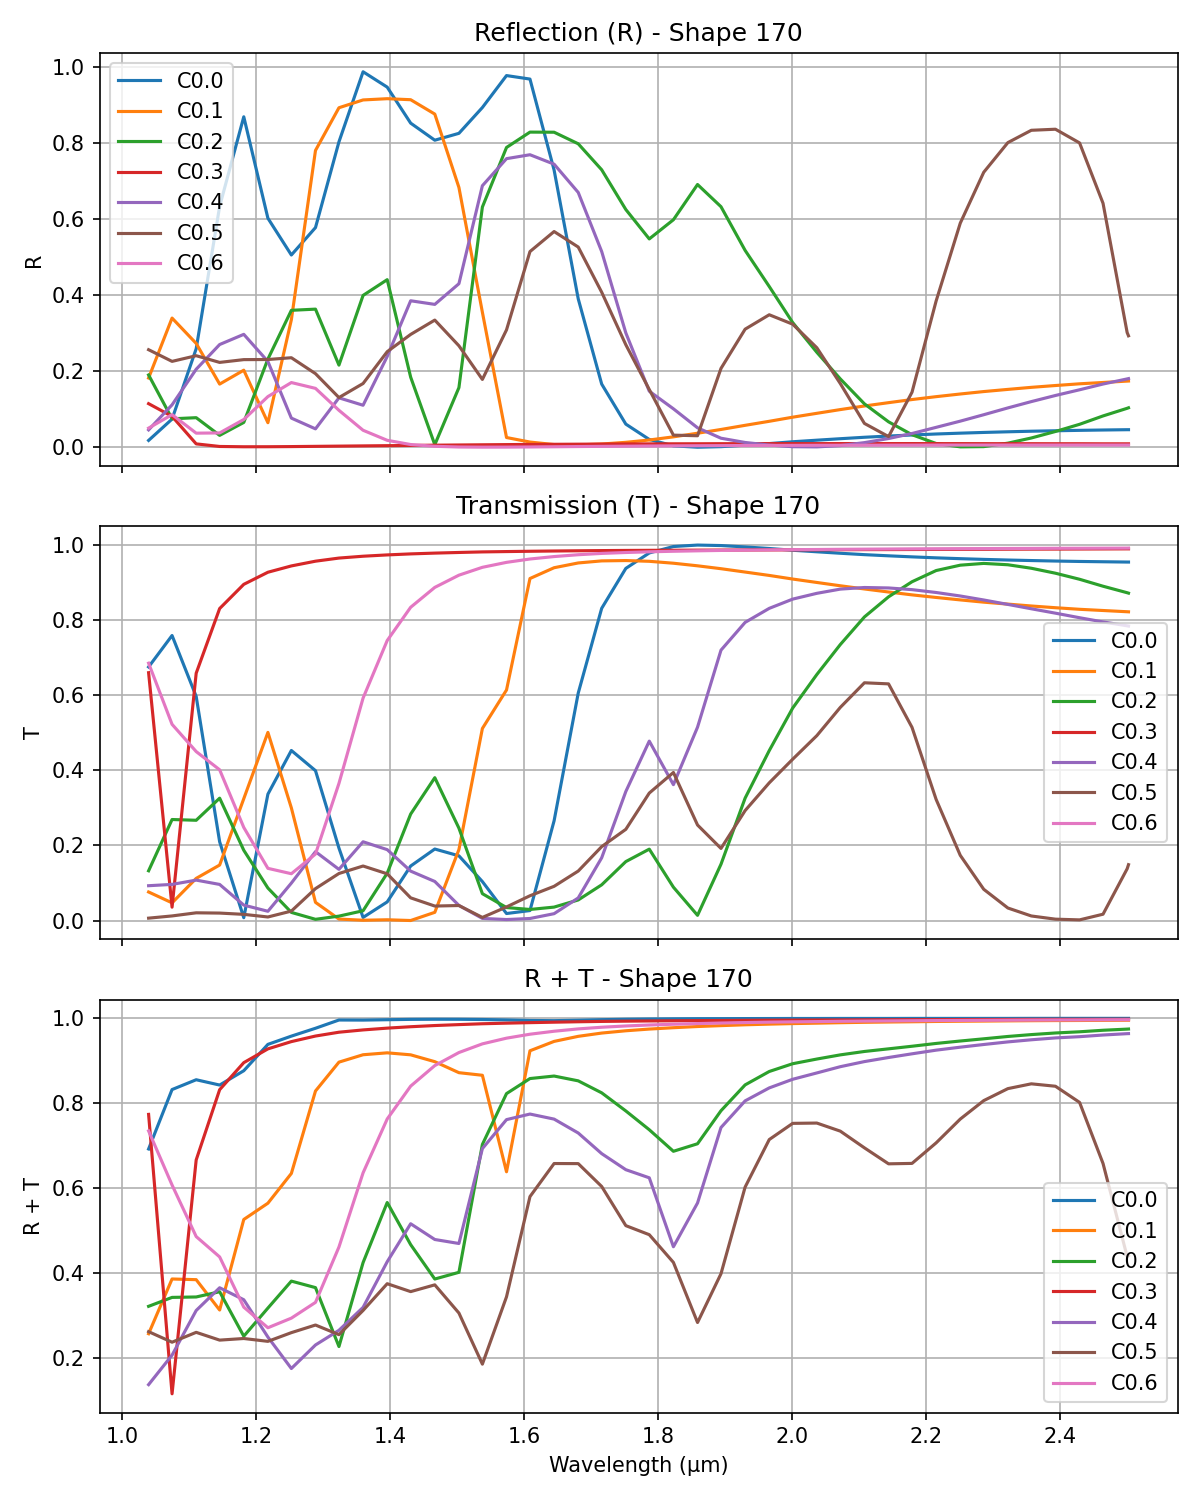 Reflection (R) - Shape 170
1.0
0.8
0.6
0.4
0.2
0.0
R
C0.0
C0.1
C0.2
C0.3
C0.4
C0.5
C0.6
Transmission (T) - Shape 170
1.0
0.8
0.6
0.4
0.2
0.0
T
C0.0
C0.1
C0.2
C0.3
C0.4
C0.5
C0.6
R + T - Shape 170
1.0
0.8
0.6
0.4
0.2
R + T
C0.0
C0.1
C0.2
C0.3
C0.4
C0.5
C0.6
1.0 1.2 1.4 1.6 1.8 2.0 2.2 2.4
Wavelength (μm)